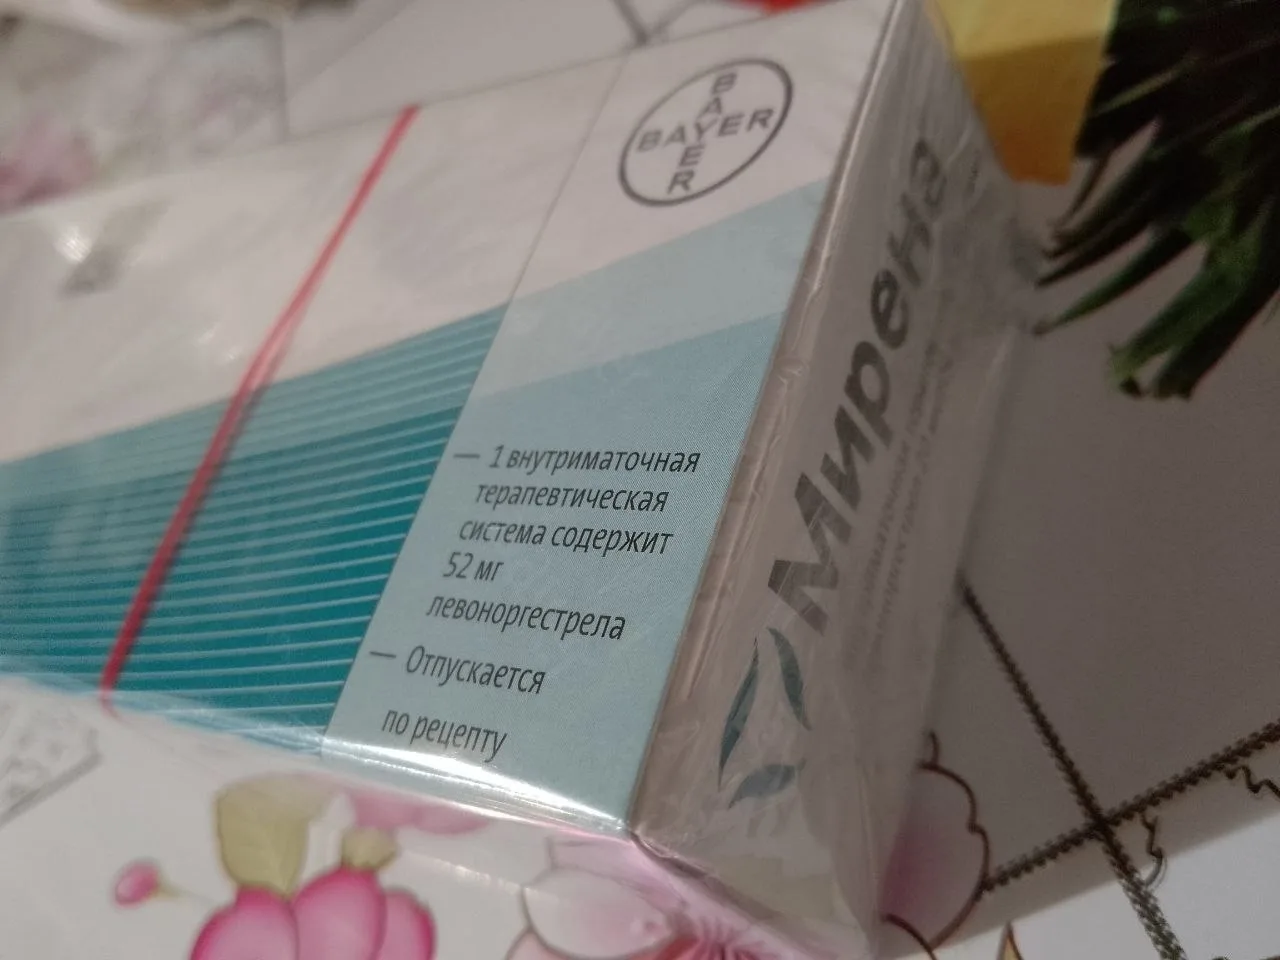 BAYER
BAYER
— 1 внутриматочная
терапевтическая
система содержит
52 мг
левоноргестрела
— Отпускается
по рецепту
Мирена